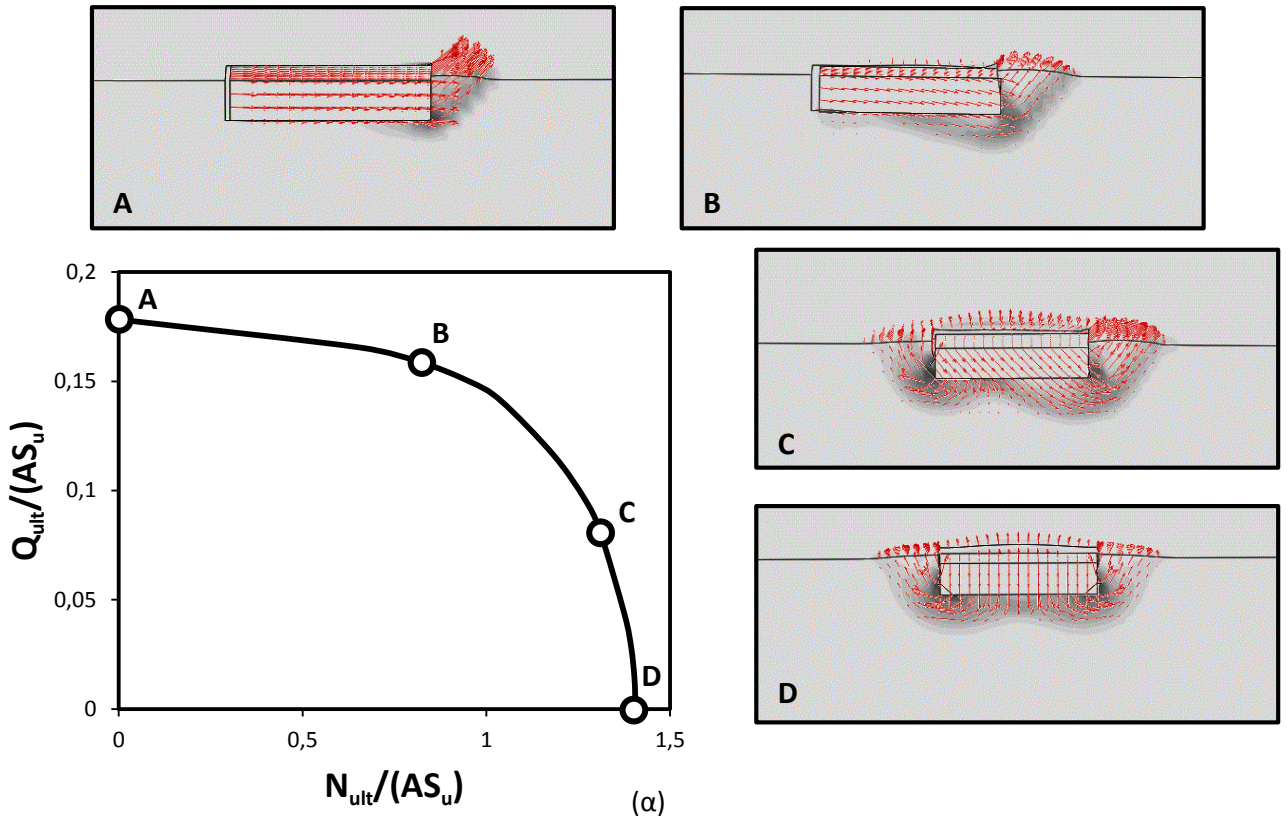 A
B
0,2
A
B
0,15
Q_ult/(AS_u)
0,1
C
C
0,05
D
0
0
0,5
1
1,5
D
N_ult/(AS_u)
(α)